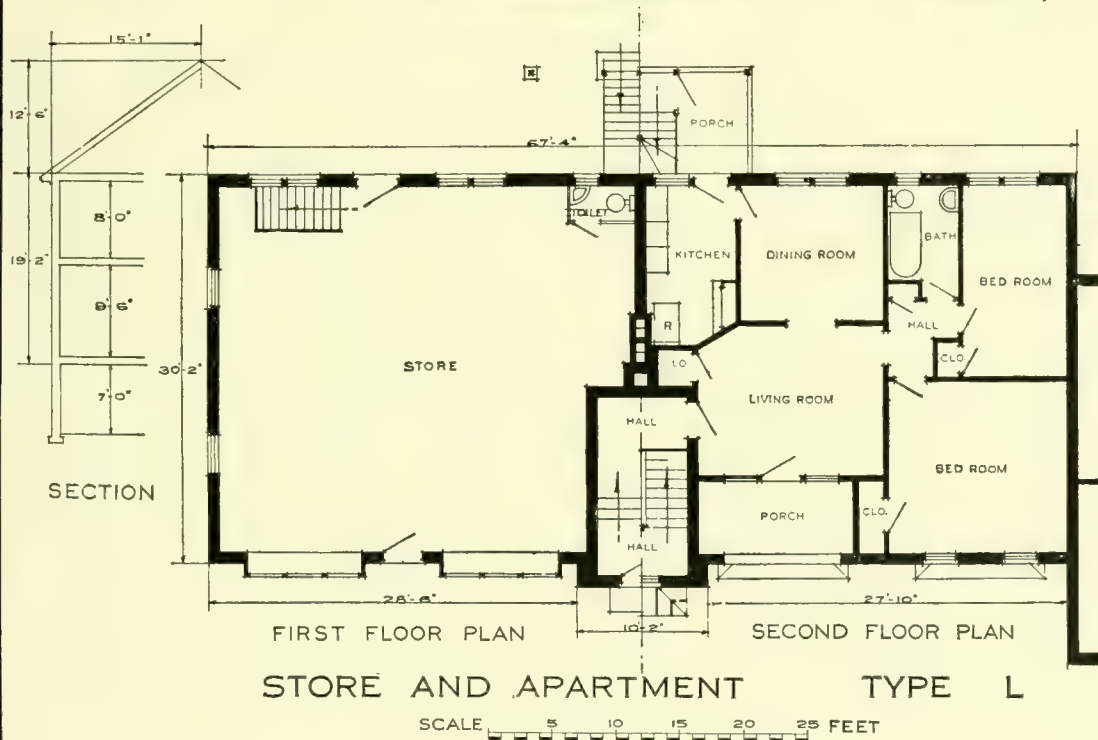 15'-1"
12'-6"
PORCH
67'-4"
8'-0"
TOILET
KITCHEN
DINING ROOM
BATH
19'-2"
BED ROOM
9'-6"
R
HALL
30'-2"
STORE
LO
CLO.
7'-0"
LIVING ROOM
HALL
BED ROOM
SECTION
PORCH
CLO.
HALL
28'-6"
27'-10"
10'-2"
FIRST FLOOR PLAN
SECOND FLOOR PLAN
STORE AND APARTMENT TYPE L
SCALE 5 10 15 20 25 FEET